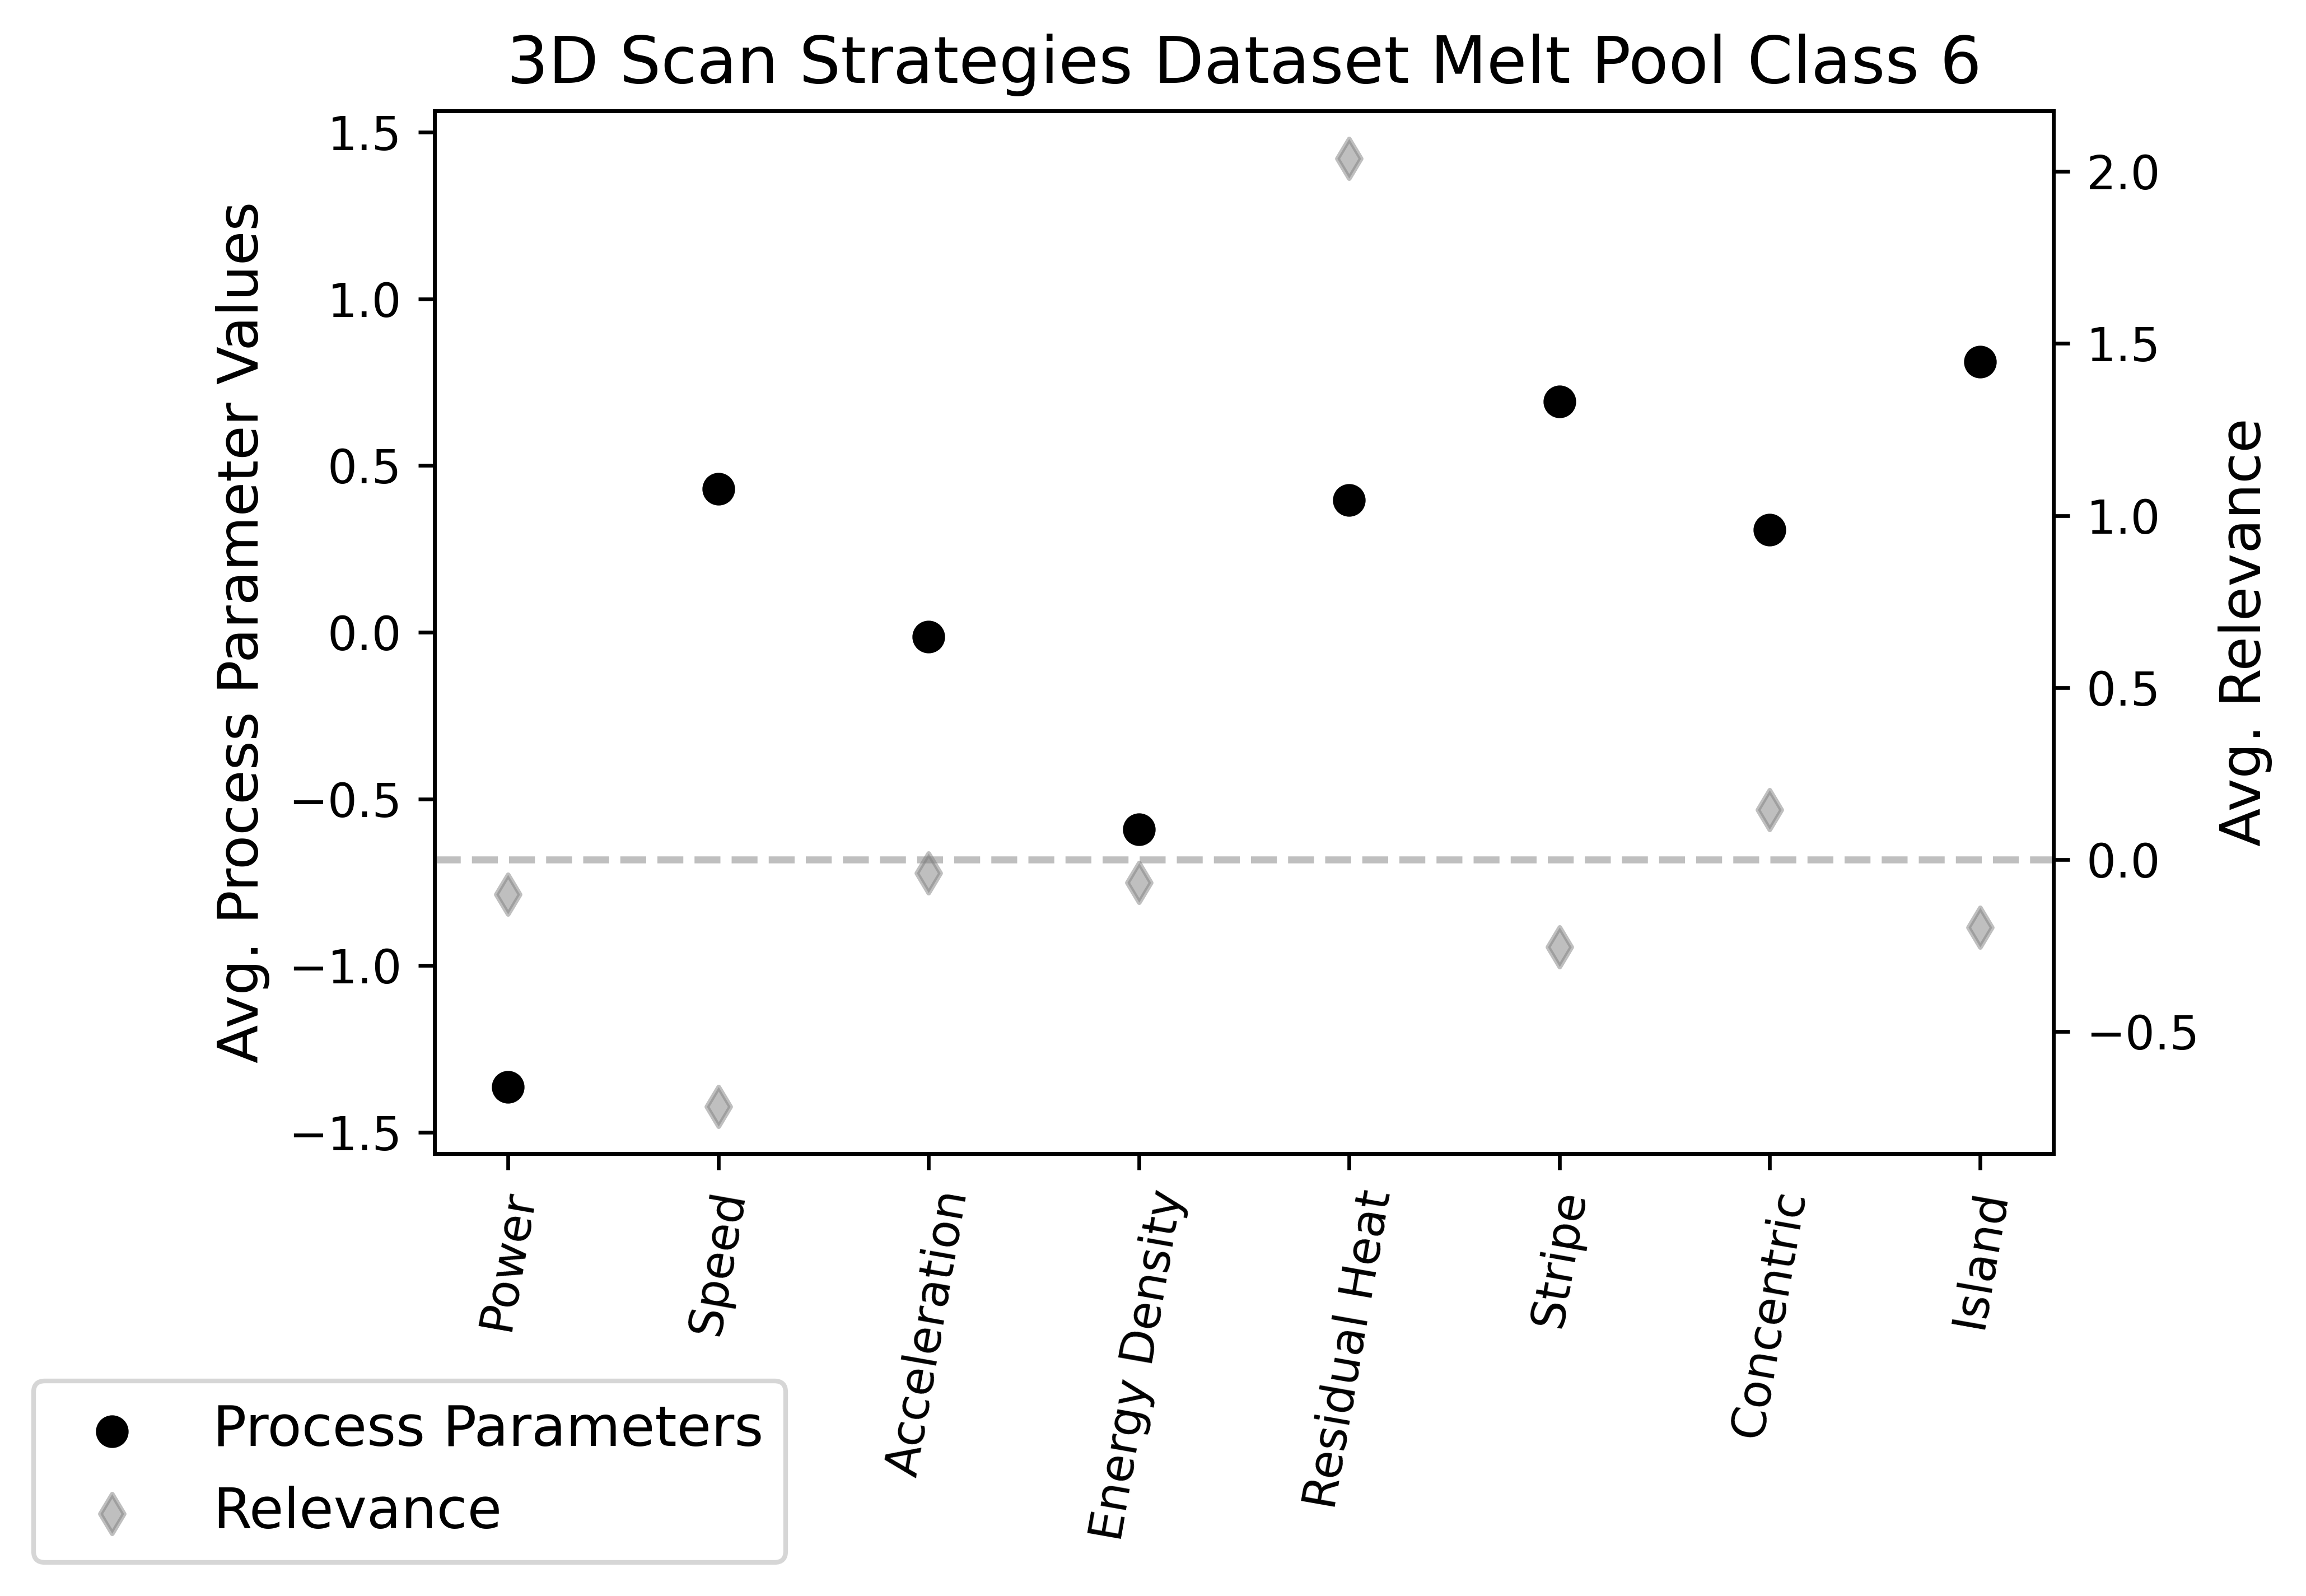 3D Scan Strategies Dataset Melt Pool Class 6
Avg. Process Parameter Values
1.5
1.0
0.5
0.0
−0.5
−1.0
−1.5
2.0
1.5
1.0
0.5
0.0
−0.5
Avg. Relevance
Power
Speed
Acceleration
Energy Density
Residual Heat
Stripe
Concentric
Island
Process Parameters
Relevance